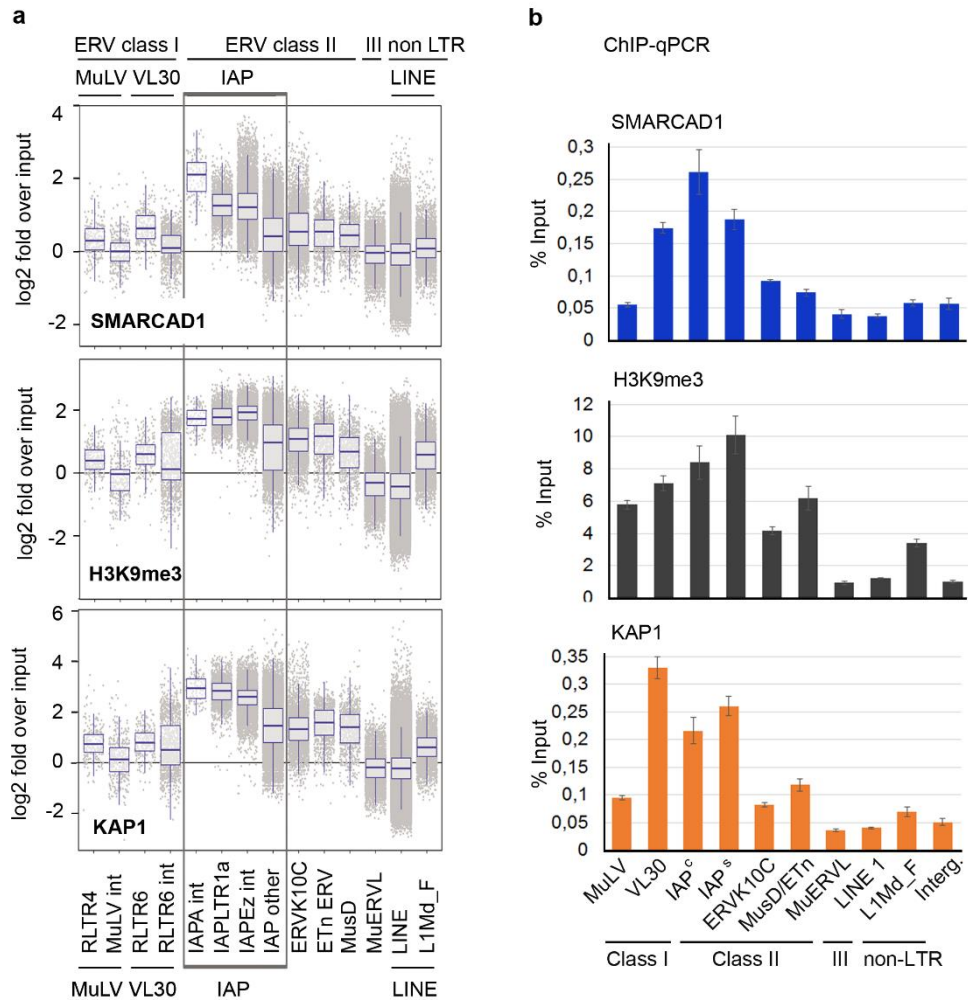 a
ERV class I ERV class II III non LTR
MuLV VL30 IAP LINE
log2 fold over input
4
2
0
-2
SMARCAD1
log2 fold over input
2
0
-2
H3K9me3
log2 fold over input
6
4
2
0
-2
KAP1
RLTR4
MuLV int
RLTR6
RLTR6 int
IAPA int
IAPLTR1a
IAPEz int
IAP other
ERVK10C
ETn ERV
MusD
MuERVL
LINE
L1Md_F
MuLV VL30 IAP LINE
b
ChIP-qPCR
SMARCAD1
% Input
0,3
0,25
0,2
0,15
0,1
0,05
0
H3K9me3
% Input
12
10
8
6
4
2
0
KAP1
% Input
0,35
0,3
0,25
0,2
0,15
0,1
0,05
0
MuLV
VL30
IAP c
IAP s
ERVK10C
MusD/ETn
MuERVL
LINE 1
L1Md_F
Interg.
Class I Class II III non-LTR